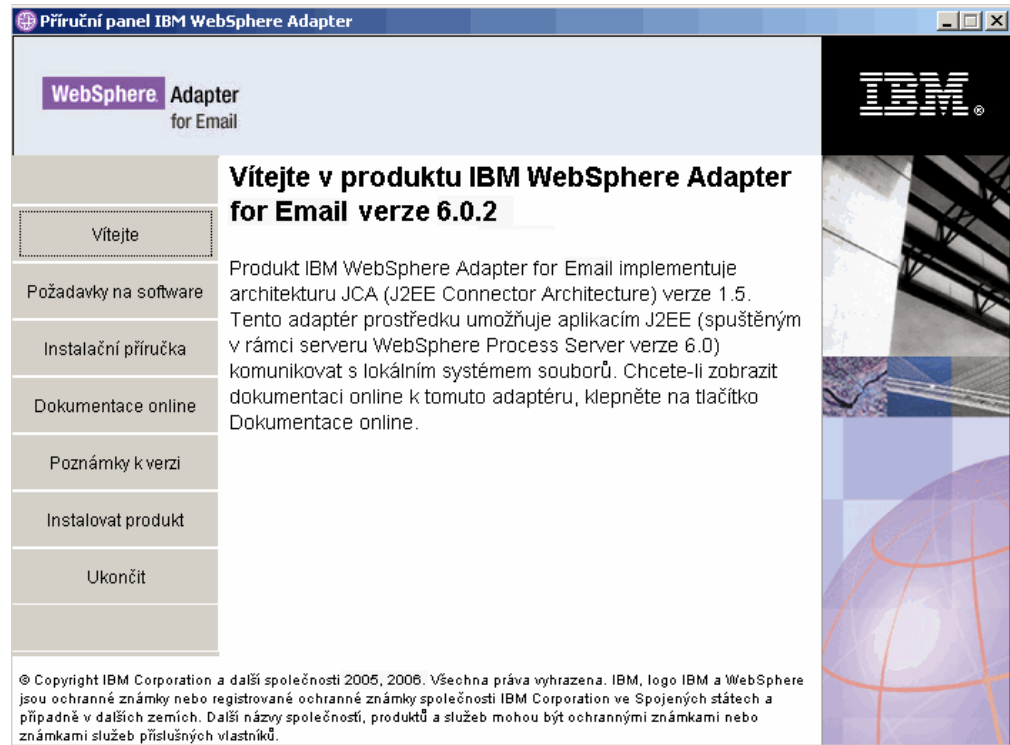 Příruční panel IBM WebSphere Adapter
WebSphere. Adapter
for Email
IBM®
Vítejte
Požadavky na software
Instalační příručka
Dokumentace online
Poznámky k verzi
Instalovat produkt
Ukončit
Vítejte v produktu IBM WebSphere Adapter
for Email verze 6.0.2
Produkt IBM WebSphere Adapter for Email implementuje
architekturu JCA (J2EE Connector Architecture) verze 1.5.
Tento adaptér prostředku umožňuje aplikacím J2EE (spuštěným
v rámci serveru WebSphere Process Server verze 6.0)
komunikovat s lokálním systémem souborů. Chcete-li zobrazit
dokumentaci online k tomuto adaptéru, klepněte na tlačítko
Dokumentace online.
© Copyright IBM Corporation a další společnosti 2005, 2006. Všechna práva vyhrazena. IBM, logo IBM a WebSphere
jsou ochranné známky nebo registrované ochranné známky společnosti IBM Corporation ve Spojených státech a
případně v dalších zemích. Další názvy společností, produktů a služeb mohou být ochrannými známkami nebo
známkami služeb příslušných vlastníků.